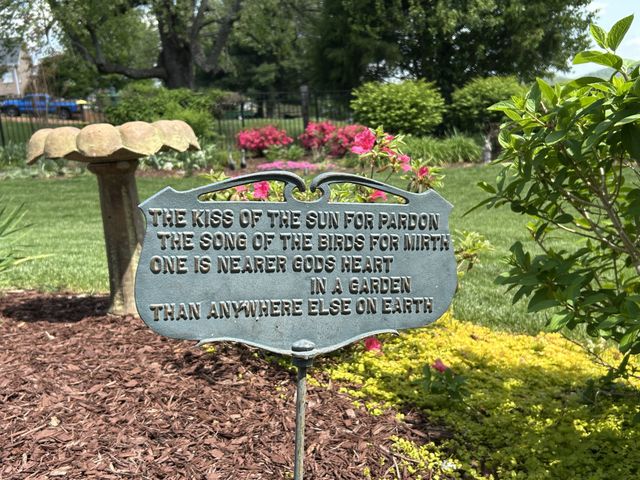 THE KISS OF THE SUN FOR PARDON
THE SONG OF THE BIRDS FOR MIRTH
ONE IS NEARER GODS HEART
IN A GARDEN
THAN ANYWHERE ELSE ON EARTH